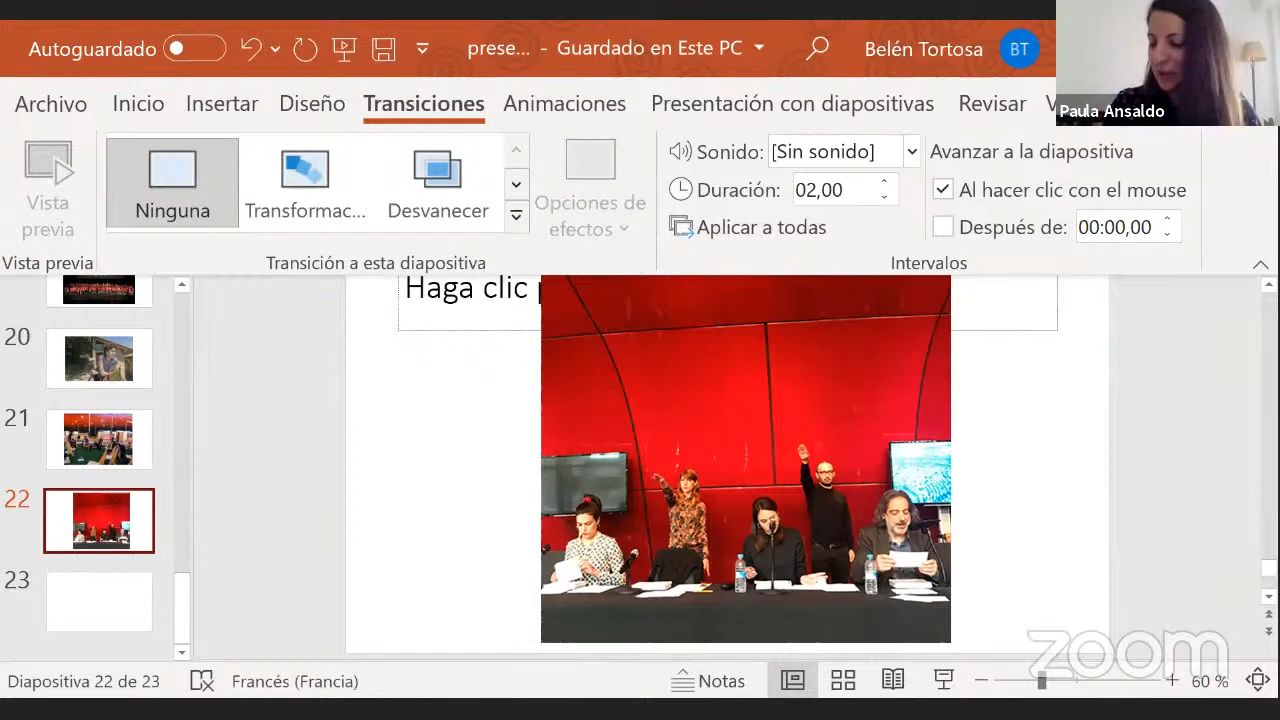 Autoguardado
prese... - Guardado en Este PC
Belén Tortosa
BT
Paula Ansaldo
Archivo Inicio Insertar Diseño Transiciones Animaciones Presentación con diapositivas Revisar
Vista previa
Ninguna
Transformac...
Desvanecer
Opciones de efectos
Sonido: [Sin sonido]
Duración: 02,00
Aplicar a todas
Avanzar a la diapositiva
Al hacer clic con el mouse
Después de: 00:00,00
Vista previa
Transición a esta diapositiva
Intervalos
Haga clic
20
21
22
23
zoom
Diapositiva 22 de 23
Francés (Francia)
Notas
60 %